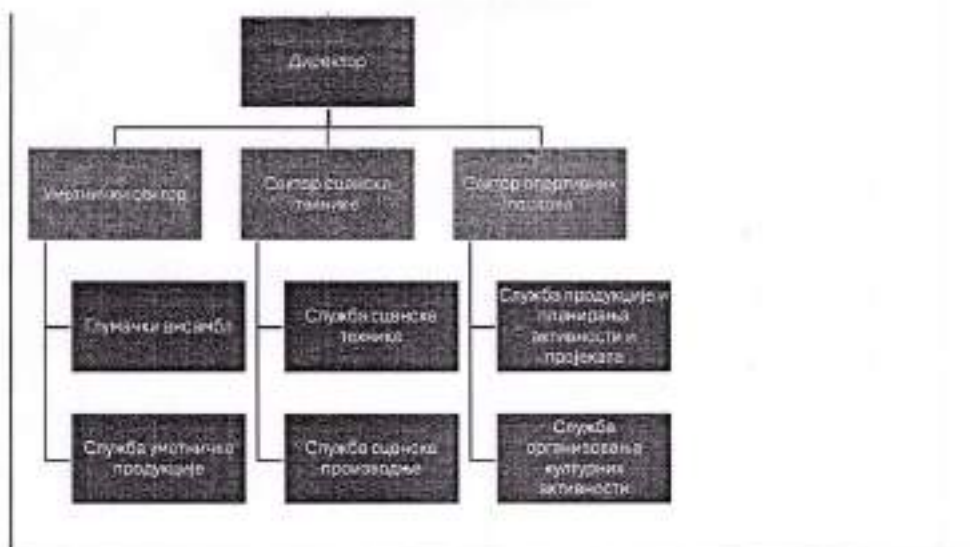 Директор
Уметнички сектор
Сектор сценске
технике
Сектор опертивних
послова
Глумачки ансамбл
Служба сценске
технике
Служба продукције и
планирања
активности и
пројеката
Служба уметничке
продукције
Служба сценске
производње
Служба
организовања
културних
активности